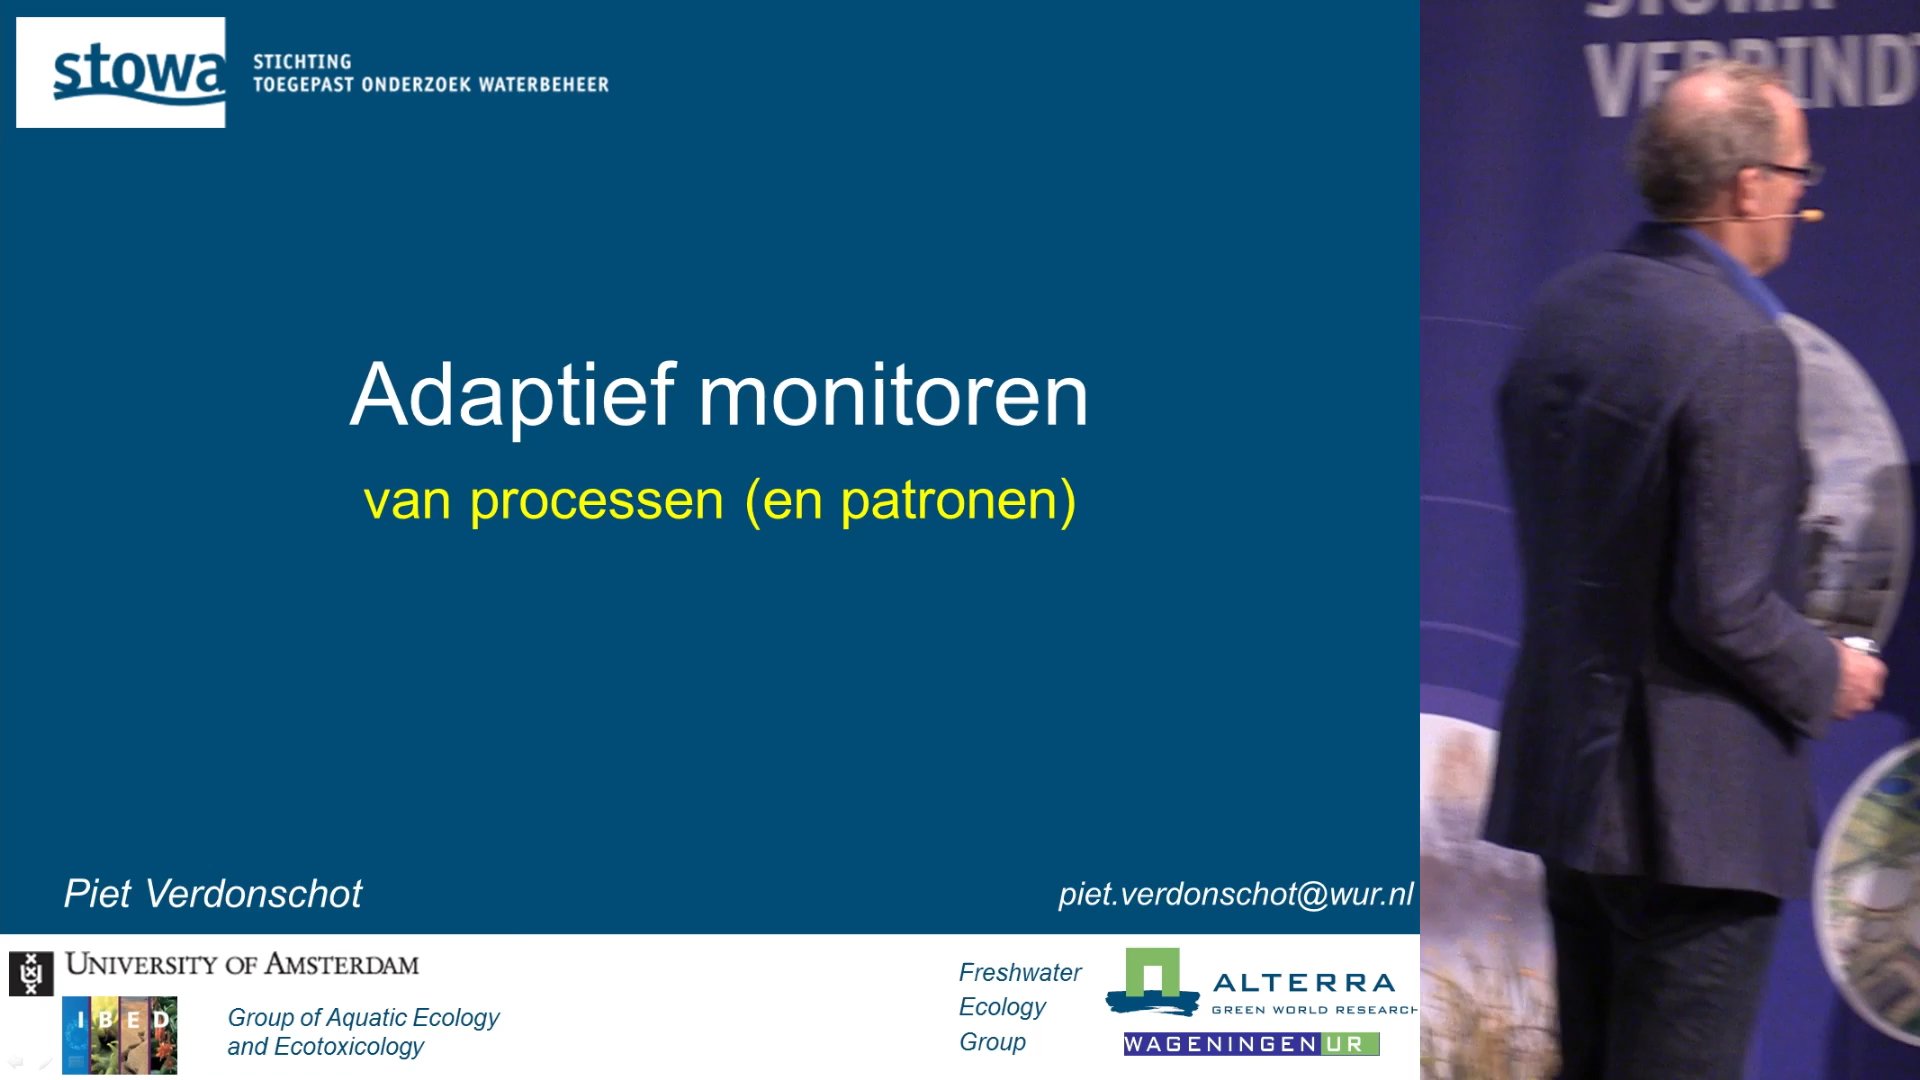 stowa
STICHTING
TOEGEPAST ONDERZOEK WATERBEHEER
Adaptief monitoren
van processen (en patronen)
Piet Verdonschot
piet.verdonschot@wur.nl
UNIVERSITY OF AMSTERDAM
IBED
Group of Aquatic Ecology
and Ecotoxicology
Freshwater
Ecology
Group
ALTERRA
GREEN WORLD RESEARCH
WAGENINGEN UR